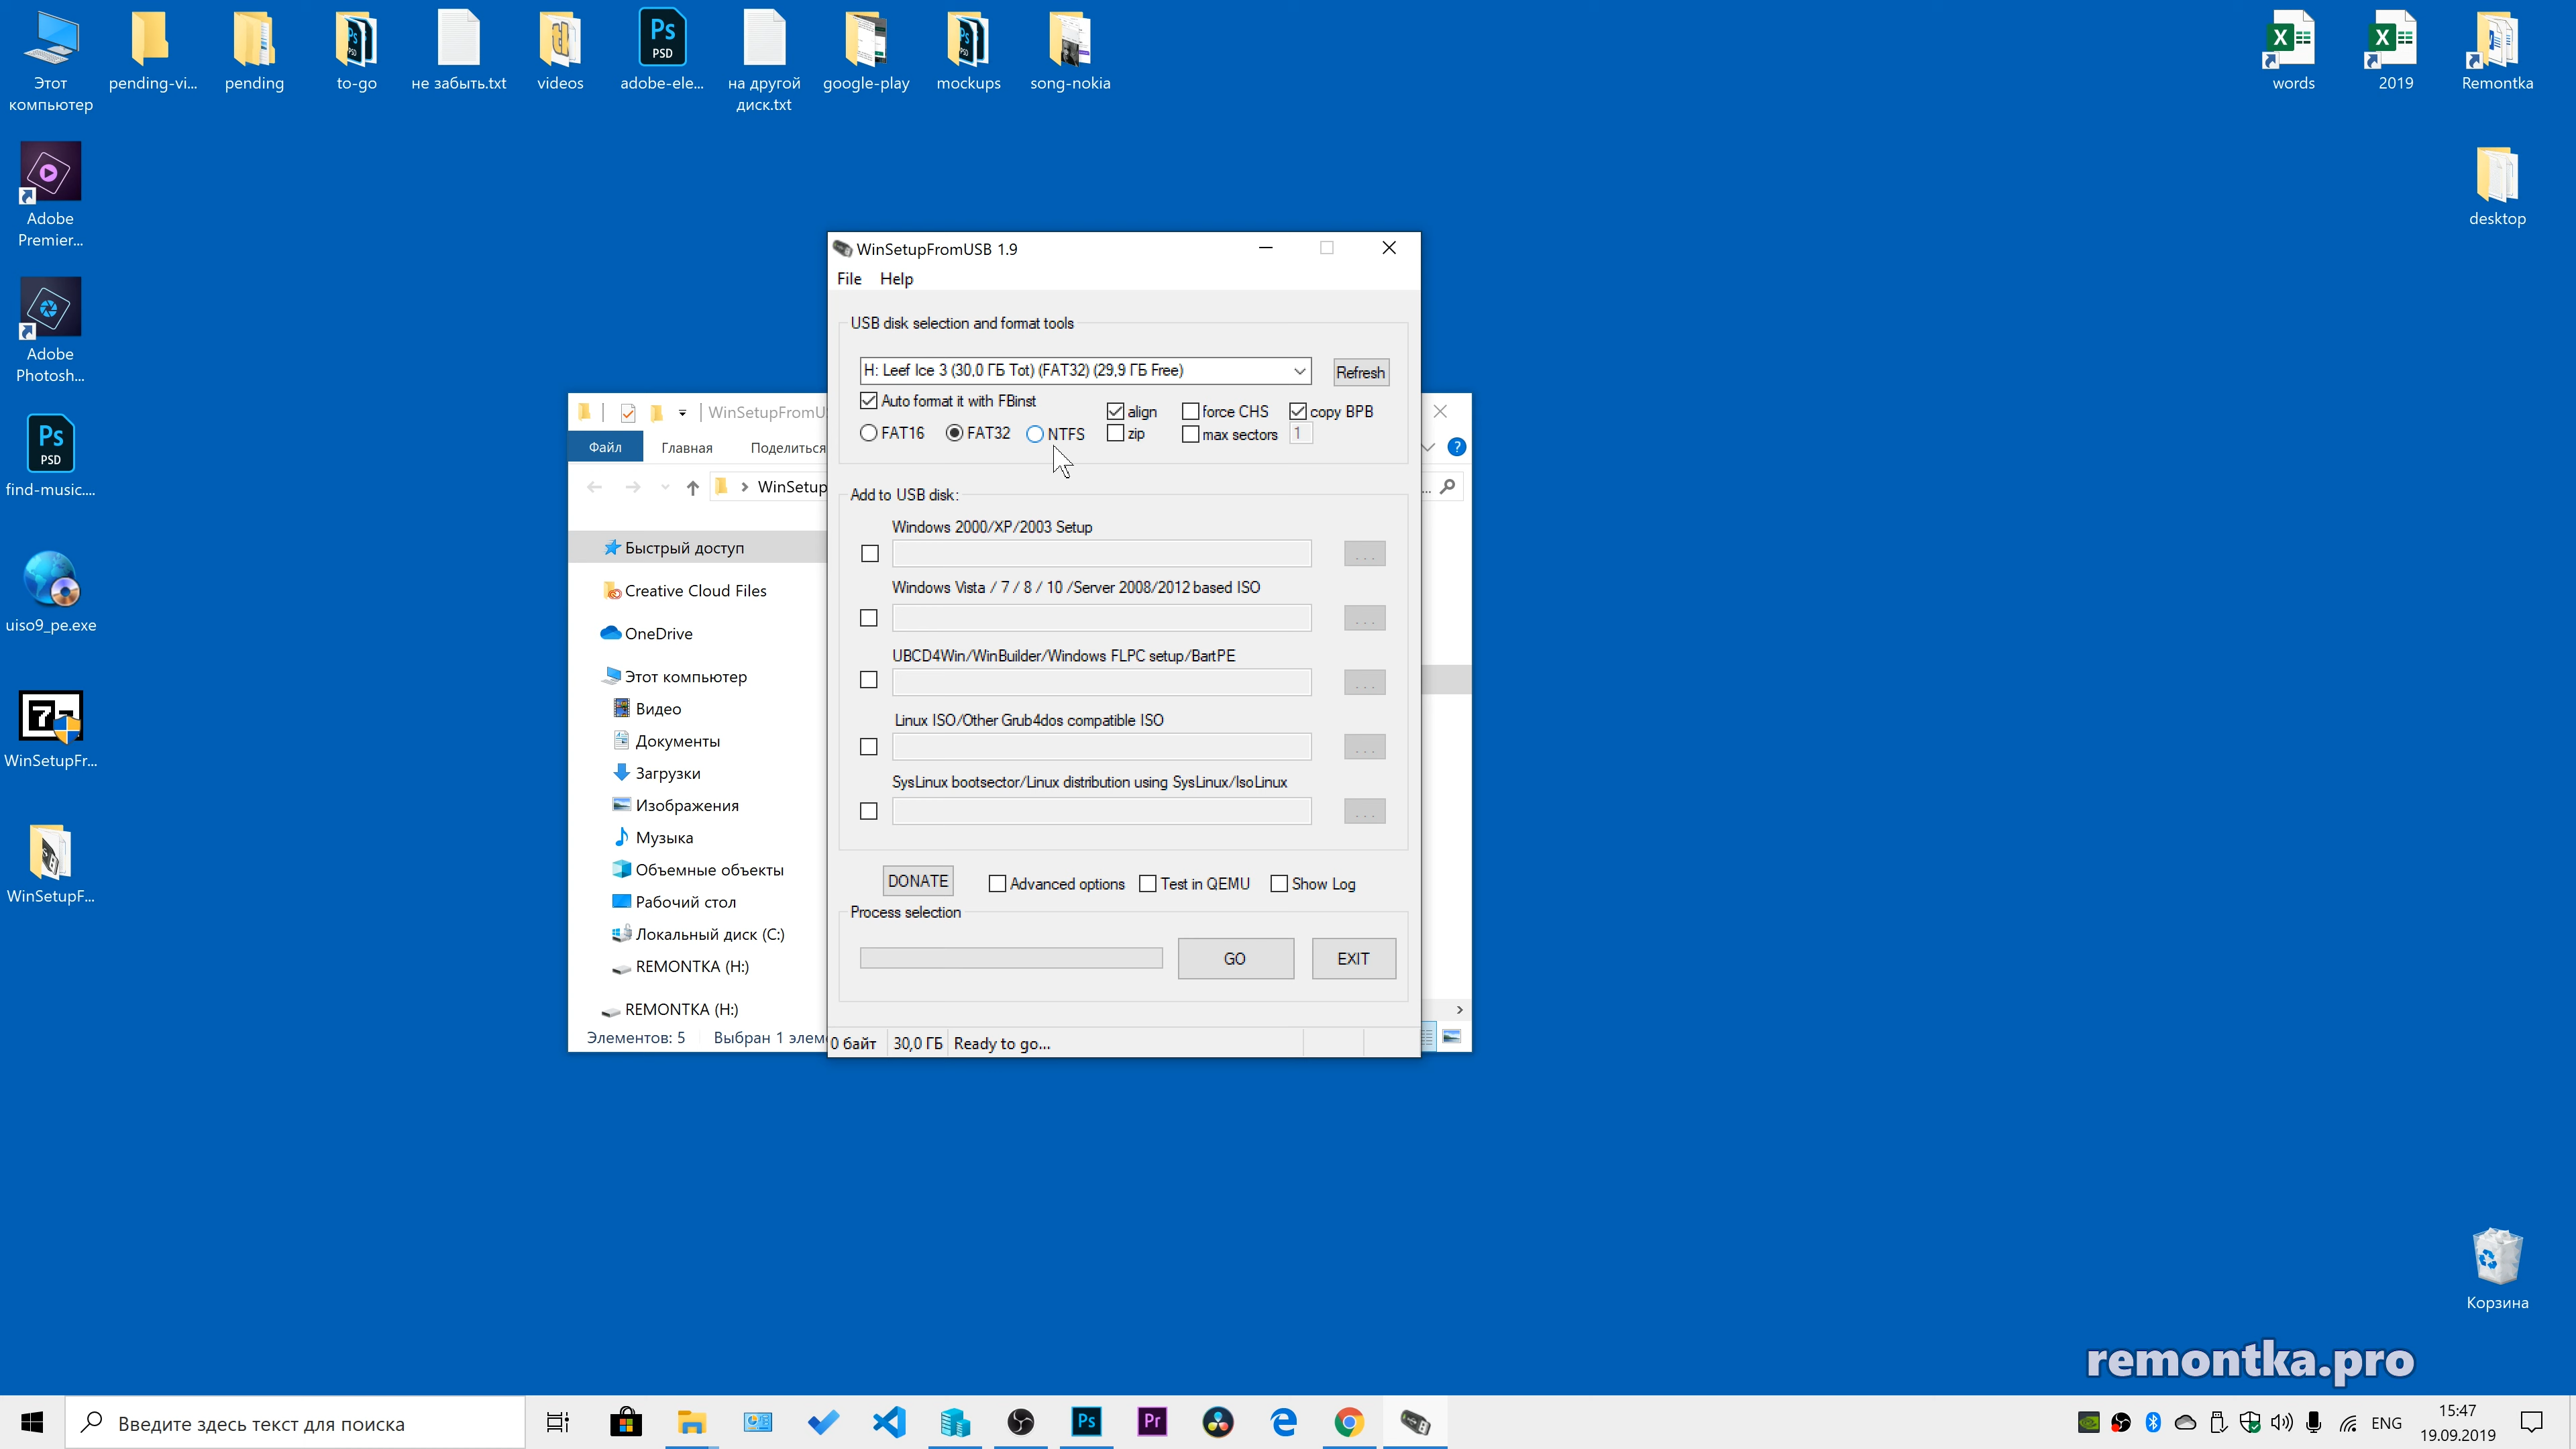 Этот
компьютер
pending-vi...
pending
to-go
не забыть.txt
videos
adobe-ele...
на другой
диск.txt
google-play
mockups
song-nokia
words
2019
Remontka
Adobe
Premier...
desktop
Adobe
Photosh...
Ps
PSD
find-music....
uiso9_pe.exe
WinSetupFr...
WinSetupF...
WinSetupFromUSB 1.9
File Help
USB disk selection and format tools
H: Leef Ice 3 (30,0 ГБ Tot) (FAT32) (29,9 ГБ Free)
Refresh
Auto format it with FBinst
align
force CHS
copy BPB
FAT16
FAT32
NTFS
zip
max sectors
1
Add to USB disk:
Windows 2000/XP/2003 Setup
...
Windows Vista / 7 / 8 / 10 /Server 2008/2012 based ISO
...
UBCD4Win/WinBuilder/Windows FLPC setup/BartPE
...
Linux ISO/Other Grub4dos compatible ISO
...
SysLinux bootsector/Linux distribution using SysLinux/IsoLinux
...
DONATE
Advanced options
Test in QEMU
Show Log
Process selection
GO
EXIT
0 байт
30,0 ГБ
Ready to go...
WinSetupFromU
Файл
Главная
Поделиться
WinSetup
Быстрый доступ
Creative Cloud Files
OneDrive
Этот компьютер
Видео
Документы
Загрузки
Изображения
Музыка
Объемные объекты
Рабочий стол
Локальный диск (C:)
REMONTKA (H:)
REMONTKA (H:)
Элементов: 5
Выбран 1 элем
Корзина
remontka.pro
Введите здесь текст для поиска
Ps
Pr
ENG
15:47
19.09.2019